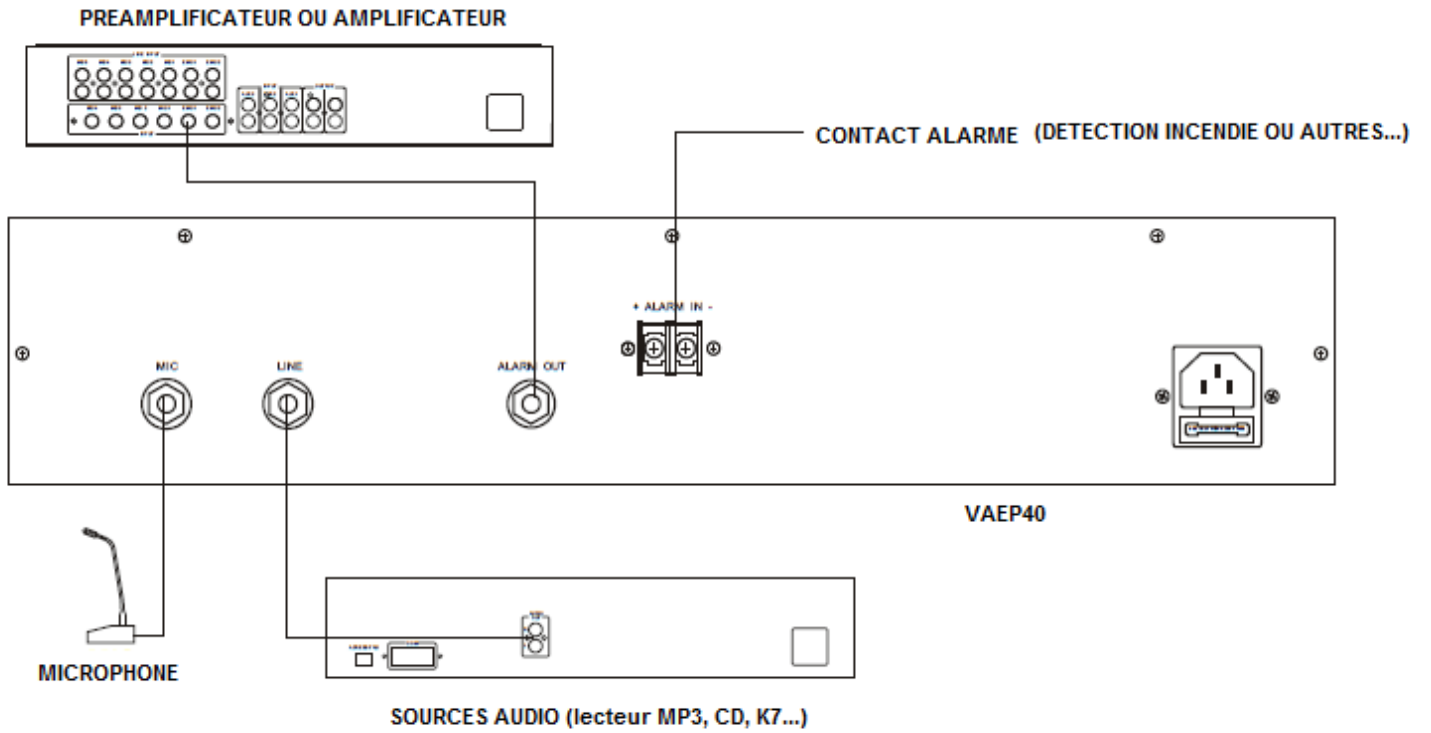 PREAMPLIFICATEUR OU AMPLIFICATEUR
CONTACT ALARME (DETECTION INCENDIE OU AUTRES...)
+ ALARM IN -
MIC
LINE
ALARM OUT
VAEP40
MICROPHONE
SOURCES AUDIO (lecteur MP3, CD, K7...)